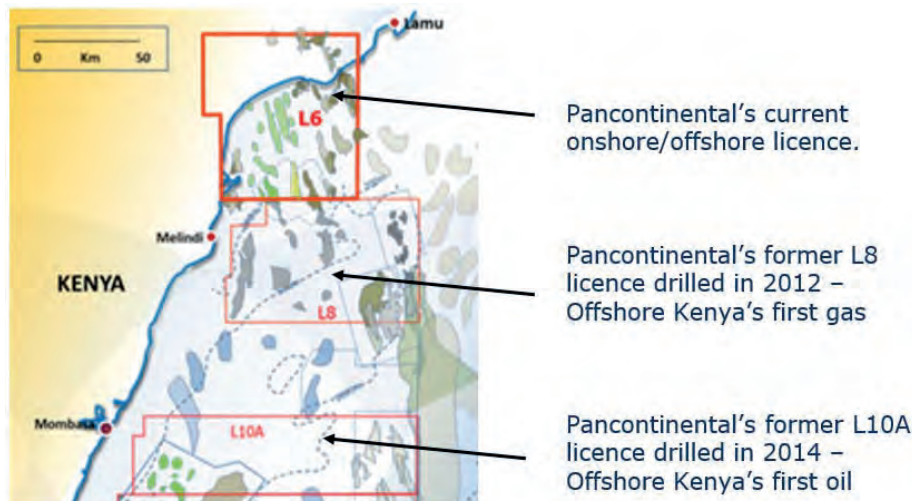 Lamu
0 Km 50
L6
Pancontinental's current
onshore/offshore licence.
Melindi
KENYA
L8
Pancontinental's former L8
licence drilled in 2012 –
Offshore Kenya's first gas
Mombasa
L10A
Pancontinental's former L10A
licence drilled in 2014 –
Offshore Kenya's first oil